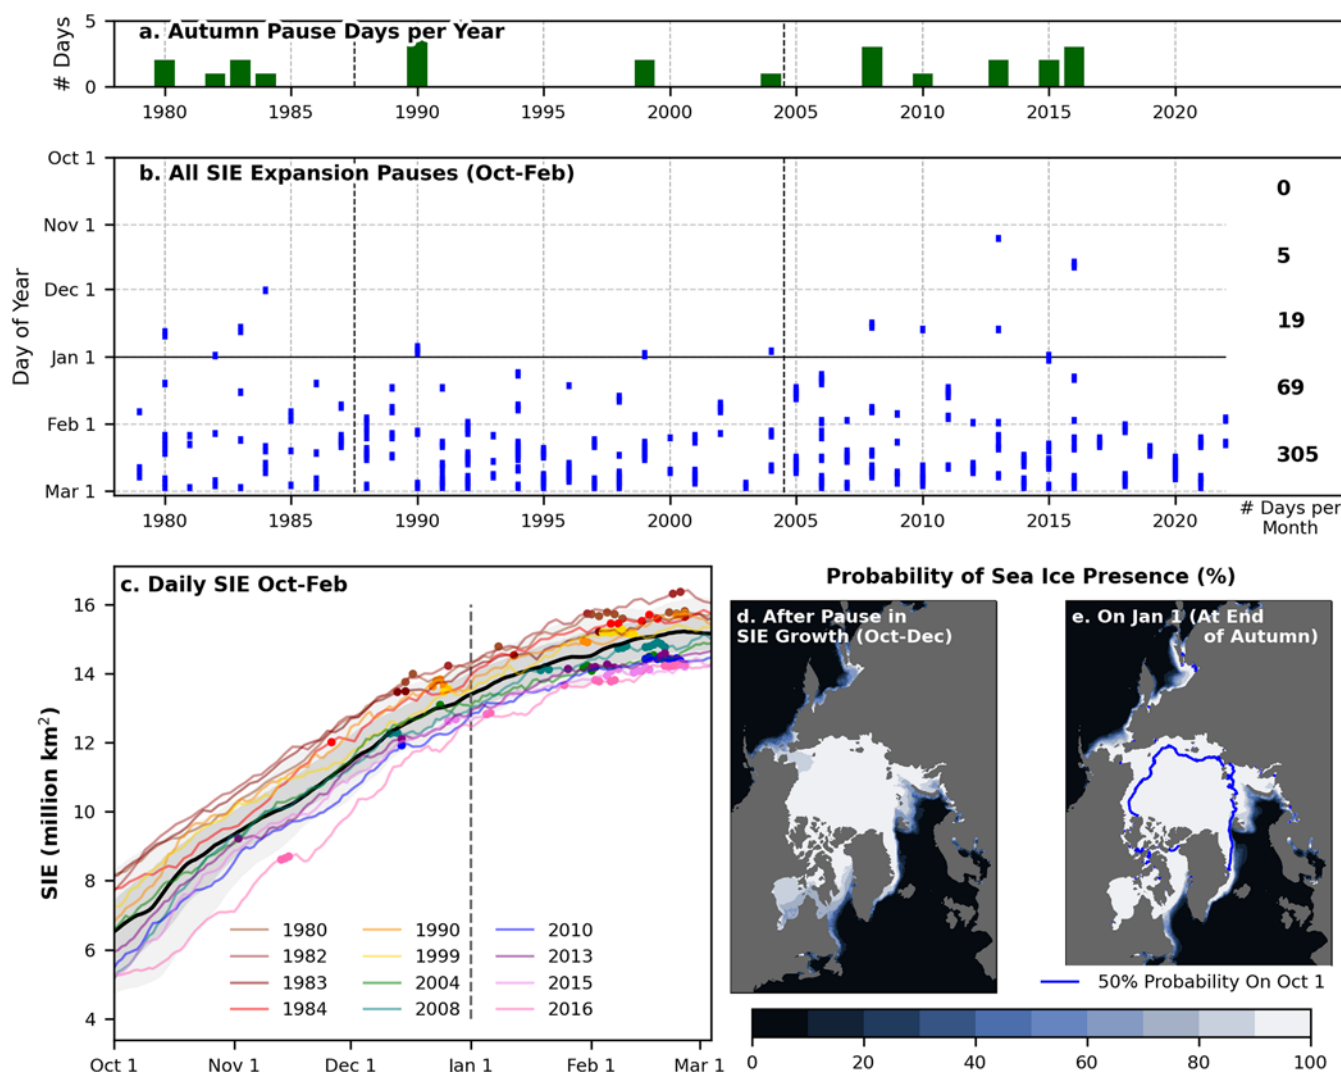 a. Autumn Pause Days per Year
# Days
5
0
1980 1985 1990 1995 2000 2005 2010 2015 2020
b. All SIE Expansion Pauses (Oct-Feb)
Day of Year
Oct 1
0
Nov 1
5
Dec 1
19
Jan 1
69
Feb 1
305
Mar 1
1980 1985 1990 1995 2000 2005 2010 2015 2020
# Days per
Month
c. Daily SIE Oct-Feb
SIE (million km²)
16
14
12
10
8
6
4
1980 1990 2010
1982 1999 2013
1983 2004 2015
1984 2008 2016
Oct 1 Nov 1 Dec 1 Jan 1 Feb 1 Mar 1
Probability of Sea Ice Presence (%)
d. After Pause in
SIE Growth (Oct-Dec)
e. On Jan 1 (At End
of Autumn)
50% Probability On Oct 1
0 20 40 60 80 100